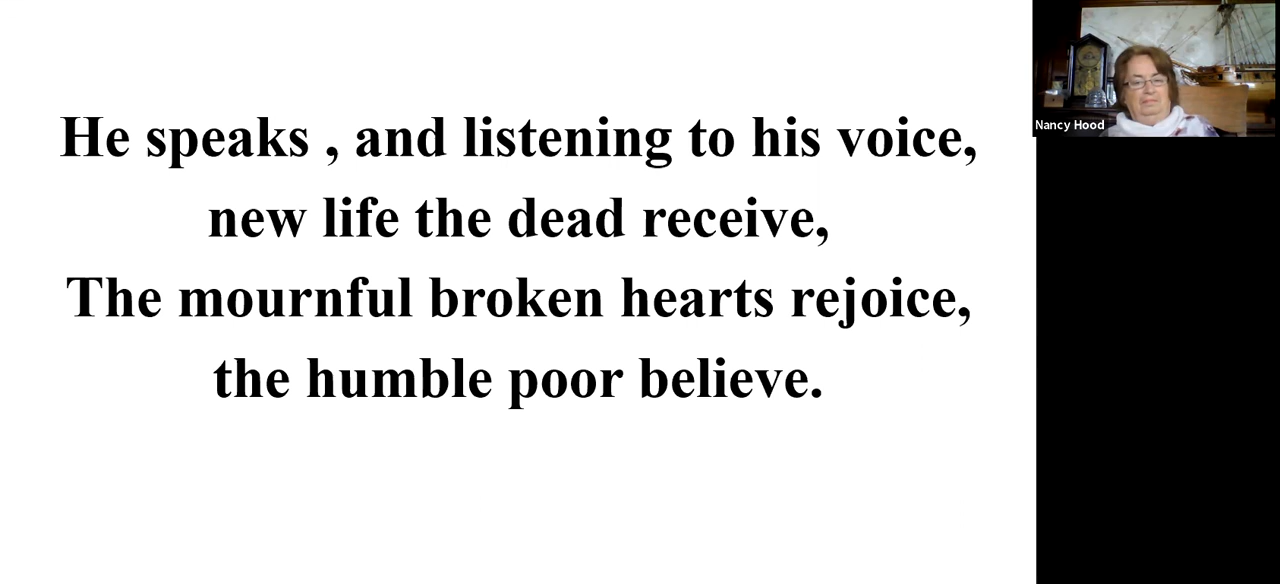 He speaks , and listening to his voice,
new life the dead receive,
The mournful broken hearts rejoice,
the humble poor believe.
Nancy Hood